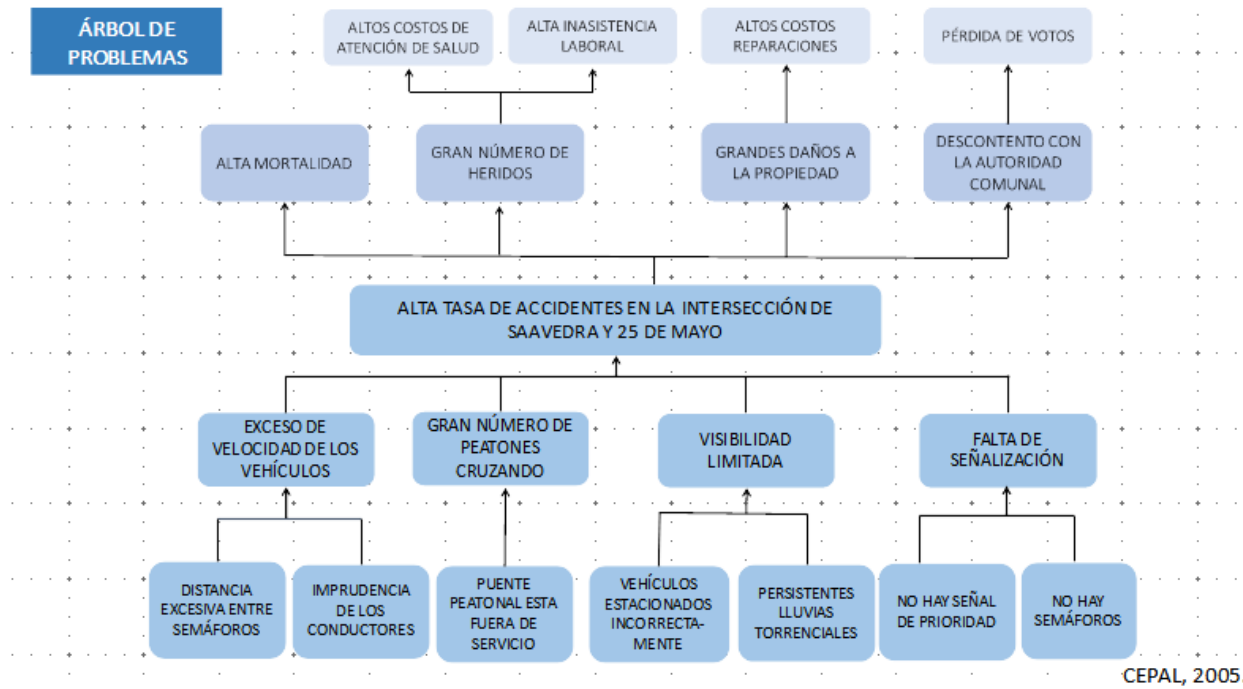 ÁRBOL DE
PROBLEMAS
ALTOS COSTOS DE
ATENCIÓN DE SALUD
ALTA INASISTENCIA
LABORAL
ALTOS COSTOS
REPARACIONES
PÉRDIDA DE VOTOS
ALTA MORTALIDAD
GRAN NÚMERO DE
HERIDOS
GRANDES DAÑOS A
LA PROPIEDAD
DESCONTENTO CON
LA AUTORIDAD
COMUNAL
ALTA TASA DE ACCIDENTES EN LA INTERSECCIÓN DE
SAAVEDRA Y 25 DE MAYO
EXCESO DE
VELOCIDAD DE LOS
VEHÍCULOS
GRAN NÚMERO DE
PEATONES
CRUZANDO
VISIBILIDAD
LIMITADA
FALTA DE
SEÑALIZACIÓN
DISTANCIA
EXCESIVA ENTRE
SEMÁFOROS
IMPRUDENCIA
DE LOS
CONDUCTORES
PUENTE
PEATONAL ESTA
FUERA DE
SERVICIO
VEHÍCULOS
ESTACIONADOS
INCORRECTA-
MENTE
PERSISTENTES
LLUVIAS
TORRENCIALES
NO HAY SEÑAL
DE PRIORIDAD
NO HAY
SEMÁFOROS
CEPAL, 2005.